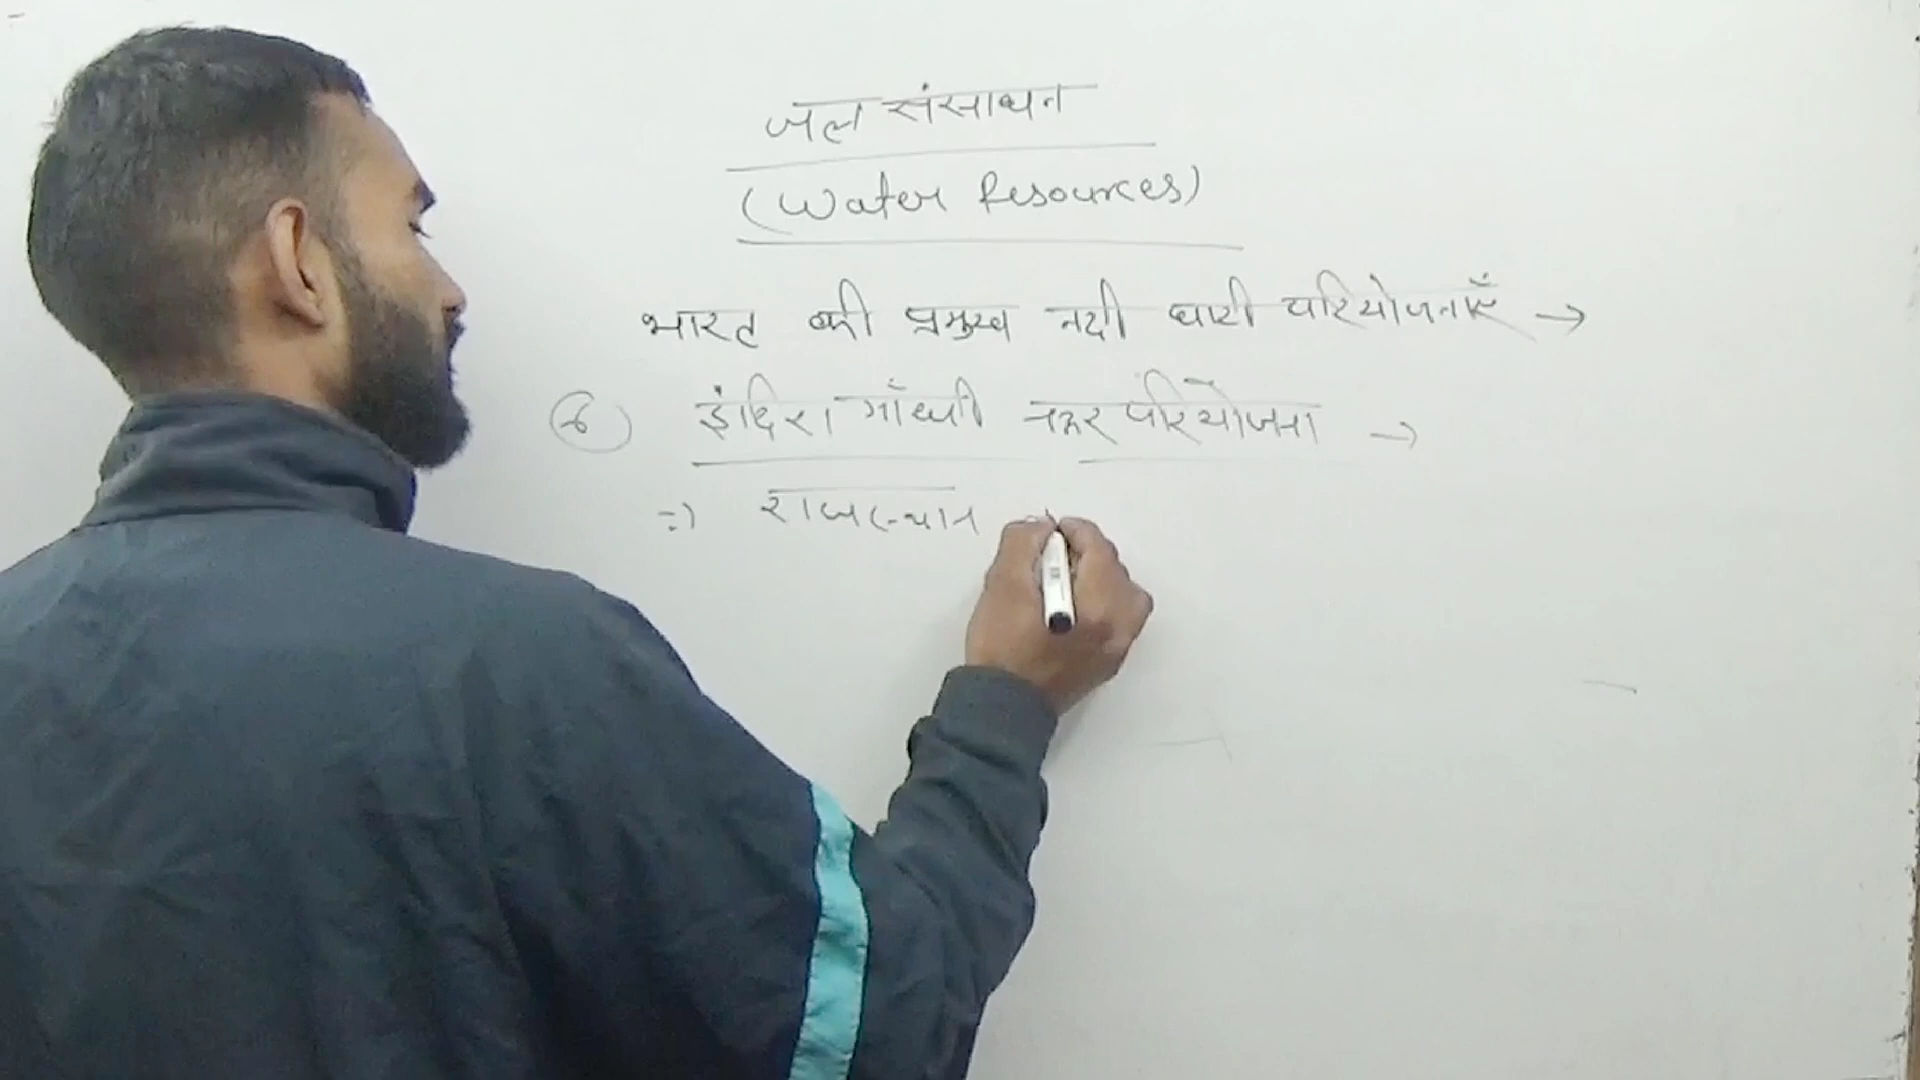 जल संसाधन
(Water Resources)
भारत की प्रमुख नदी घाटी परियोजनाएँ →
⑥ इंदिरा गाँधी नहर परियोजना →
⇒ राजस्थान